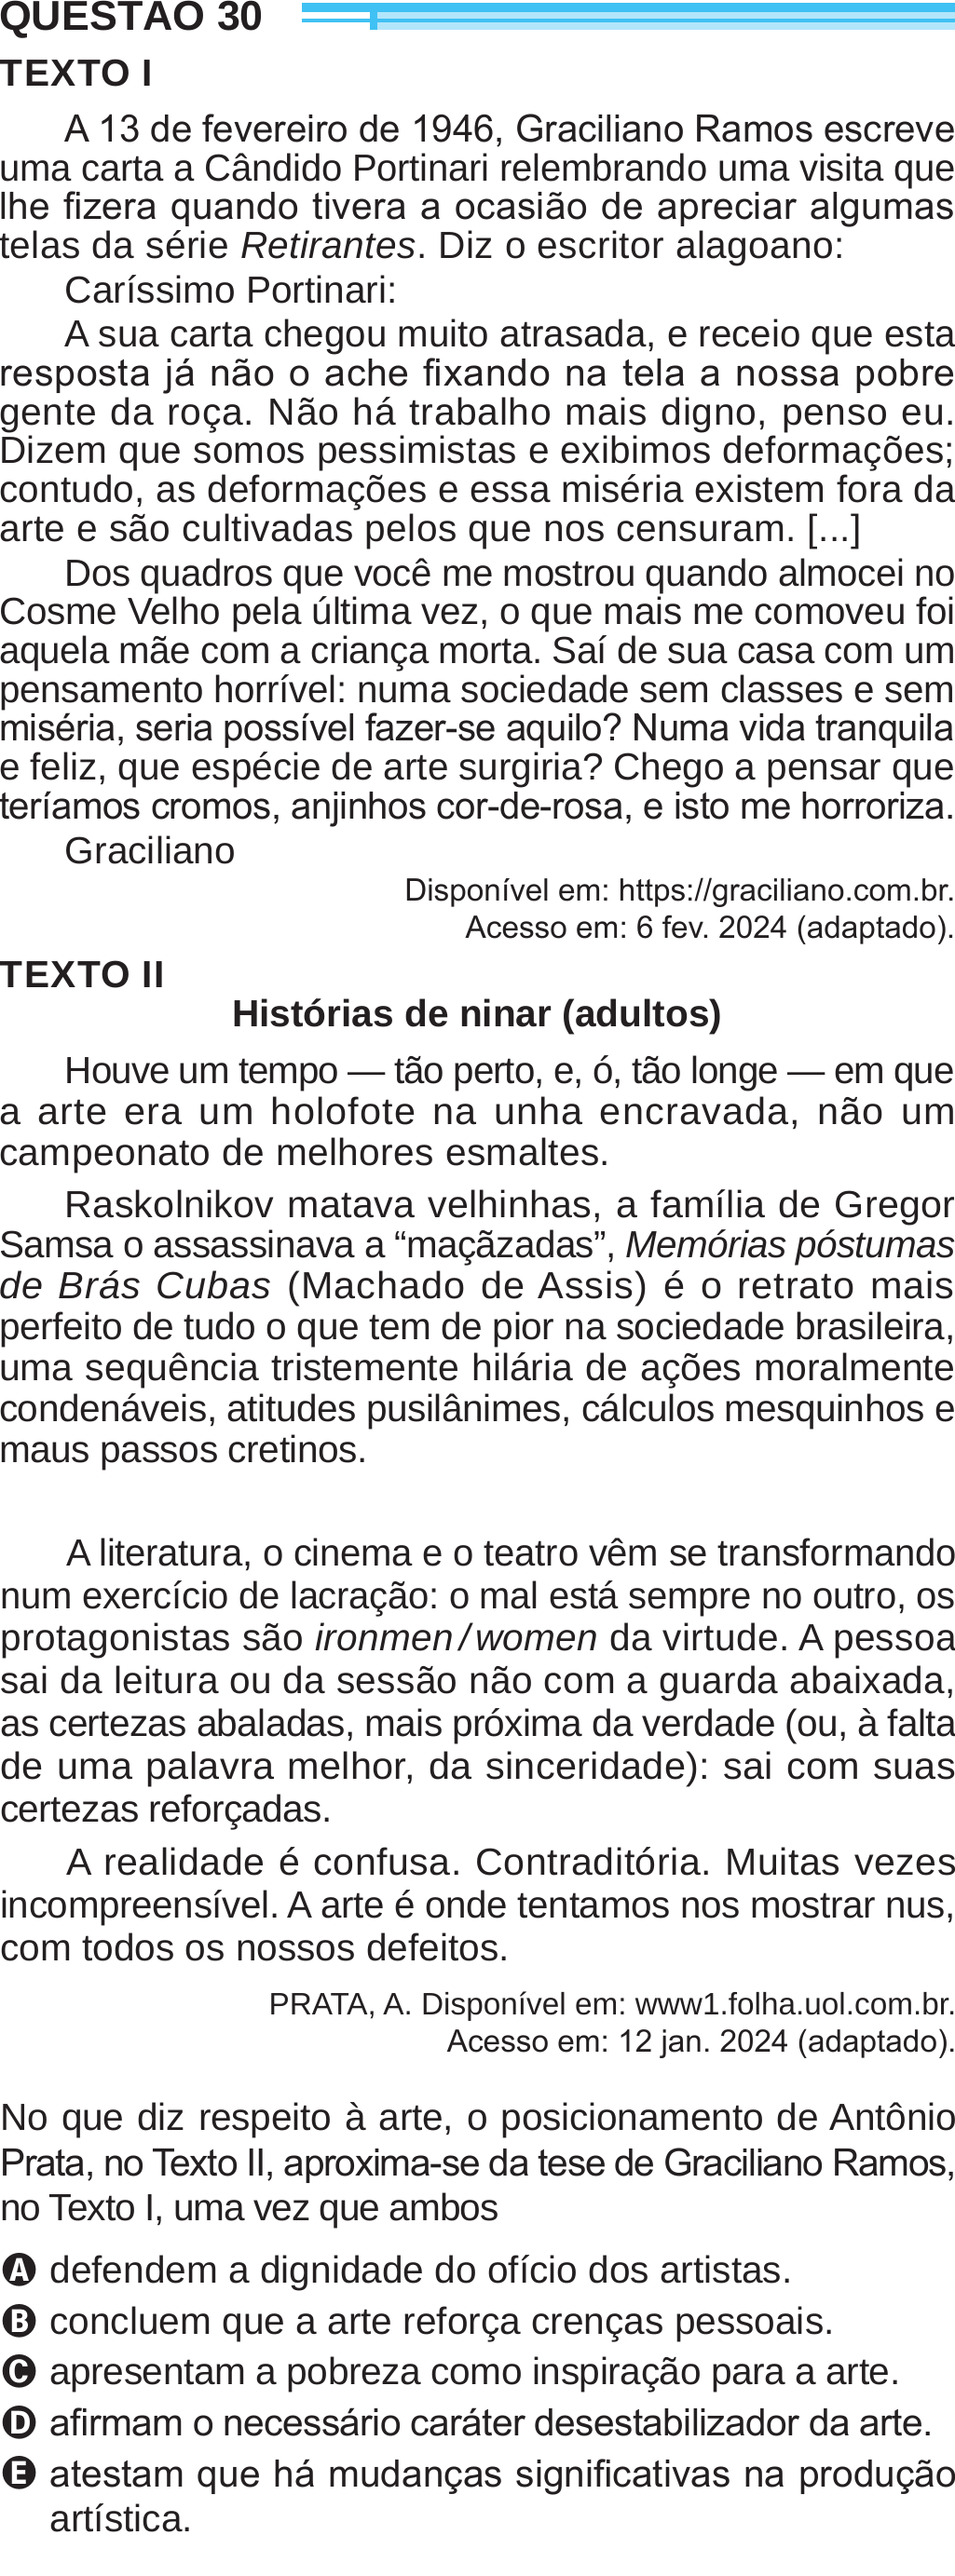 QUESTÃO 30
TEXTO I
A 13 de fevereiro de 1946, Graciliano Ramos escreve
uma carta a Cândido Portinari relembrando uma visita que
lhe fizera quando tivera a ocasião de apreciar algumas
telas da série Retirantes. Diz o escritor alagoano:
Caríssimo Portinari:
A sua carta chegou muito atrasada, e receio que esta
resposta já não o ache fixando na tela a nossa pobre
gente da roça. Não há trabalho mais digno, penso eu.
Dizem que somos pessimistas e exibimos deformações;
contudo, as deformações e essa miséria existem fora da
arte e são cultivadas pelos que nos censuram. [...]
Dos quadros que você me mostrou quando almocei no
Cosme Velho pela última vez, o que mais me comoveu foi
aquela mãe com a criança morta. Saí de sua casa com um
pensamento horrível: numa sociedade sem classes e sem
miséria, seria possível fazer-se aquilo? Numa vida tranquila
e feliz, que espécie de arte surgiria? Chego a pensar que
teríamos cromos, anjinhos cor-de-rosa, e isto me horroriza.
Graciliano
Disponível em: https://graciliano.com.br.
Acesso em: 6 fev. 2024 (adaptado).
TEXTO II
Histórias de ninar (adultos)
Houve um tempo — tão perto, e, ó, tão longe — em que
a arte era um holofote na unha encravada, não um
campeonato de melhores esmaltes.
Raskolnikov matava velhinhas, a família de Gregor
Samsa o assassinava a “maçãzadas”, Memórias póstumas
de Brás Cubas (Machado de Assis) é o retrato mais
perfeito de tudo o que tem de pior na sociedade brasileira,
uma sequência tristemente hilária de ações moralmente
condenáveis, atitudes pusilânimes, cálculos mesquinhos e
maus passos cretinos.
A literatura, o cinema e o teatro vêm se transformando
num exercício de lacração: o mal está sempre no outro, os
protagonistas são ironmen/women da virtude. A pessoa
sai da leitura ou da sessão não com a guarda abaixada,
as certezas abaladas, mais próxima da verdade (ou, à falta
de uma palavra melhor, da sinceridade): sai com suas
certezas reforçadas.
A realidade é confusa. Contraditória. Muitas vezes
incompreensível. A arte é onde tentamos nos mostrar nus,
com todos os nossos defeitos.
PRATA, A. Disponível em: www1.folha.uol.com.br.
Acesso em: 12 jan. 2024 (adaptado).
No que diz respeito à arte, o posicionamento de Antônio
Prata, no Texto II, aproxima-se da tese de Graciliano Ramos,
no Texto I, uma vez que ambos
A defendem a dignidade do ofício dos artistas.
B concluem que a arte reforça crenças pessoais.
C apresentam a pobreza como inspiração para a arte.
D afirmam o necessário caráter desestabilizador da arte.
E atestam que há mudanças significativas na produção
artística.